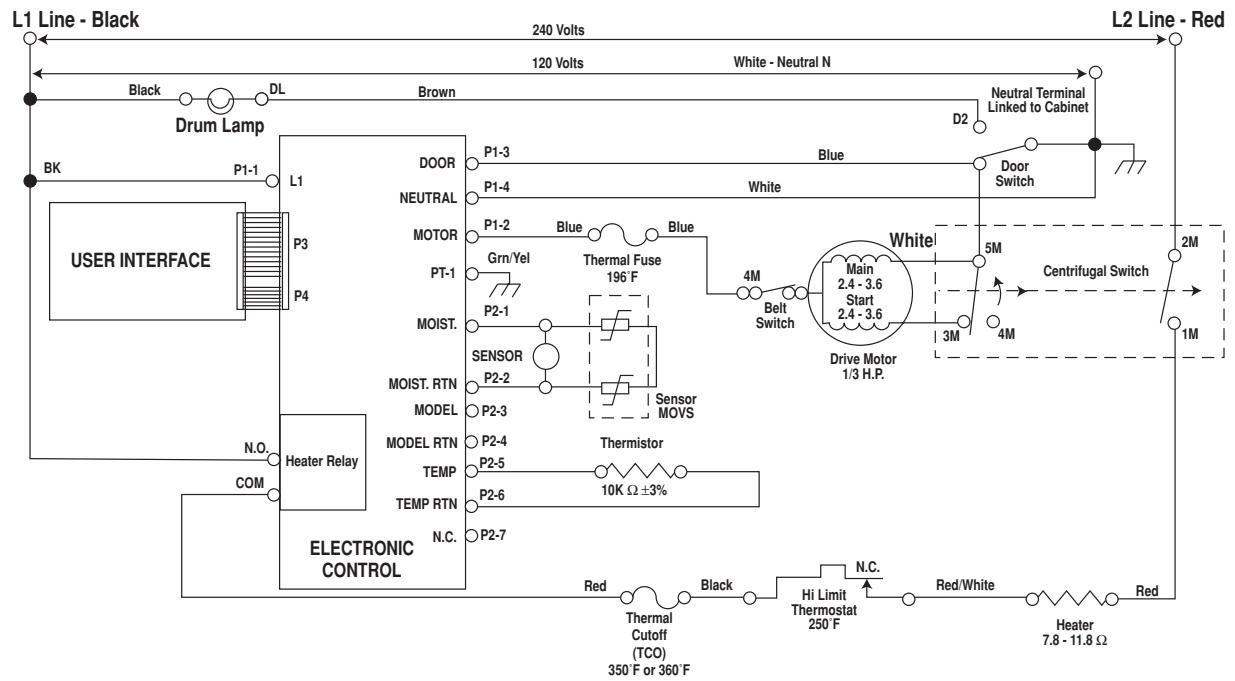 L1 Line - Black
L2 Line - Red
240 Volts
120 Volts
White - Neutral N
Neutral Terminal
Linked to Cabinet
Black
DL
Brown
Drum Lamp
D2
DOOR
P1-3
Blue
Door
Switch
BK
P1-1
L1
NEUTRAL
P1-4
White
USER INTERFACE
P3
P4
MOTOR
P1-2
Blue
Blue
Thermal Fuse
196˚F
PT-1
Grn/Yel
4M
Belt
Switch
White
Main
2.4 - 3.6
Start
2.4 - 3.6
Drive Motor
1/3 H.P.
5M
Centrifugal Switch
2M
3M
4M
1M
MOIST.
P2-1
SENSOR
MOIST. RTN
P2-2
Sensor
MOVS
MODEL
P2-3
MODEL RTN
P2-4
N.O.
Heater Relay
COM
TEMP
P2-5
Thermistor
10K Ω ±3%
TEMP RTN
P2-6
N.C.
P2-7
ELECTRONIC
CONTROL
Red
Thermal
Cutoff
(TCO)
350˚F or 360˚F
Black
N.C.
Hi Limit
Thermostat
250˚F
Red/White
Heater
7.8 - 11.8 Ω
Red